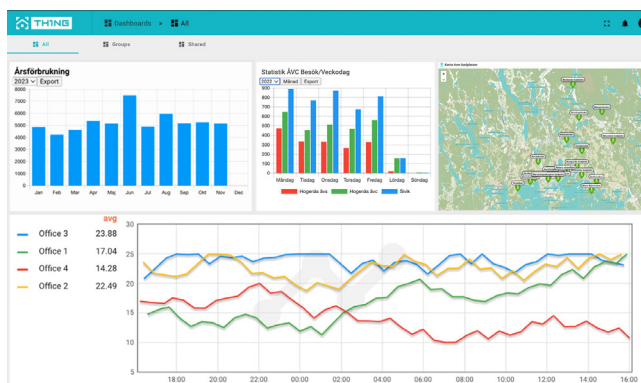 TH1NG
Dashboards > All
All
Groups
Shared
Årsförbrukning
2023 Export
8000
7000
6000
5000
4000
3000
2000
1000
0
Jan Feb Mar Apr Maj Jun Jul Aug Sep Okt Nov Dec
Statistik ÅVC Besök/Veckodag
2022 Månad Export
900
800
700
600
500
400
300
200
100
0
Måndag Tisdag Onsdag Torsdag Fredag Lördag Söndag
Hogenäs åvs Hogenäs åvc Sivik
avg
Office 3 23.88
Office 1 17.04
Office 4 14.28
Office 2 22.49
30
25
20
15
10
5
18:00 20:00 22:00 00:00 02:00 04:00 06:00 08:00 10:00 12:00 14:00 16:00